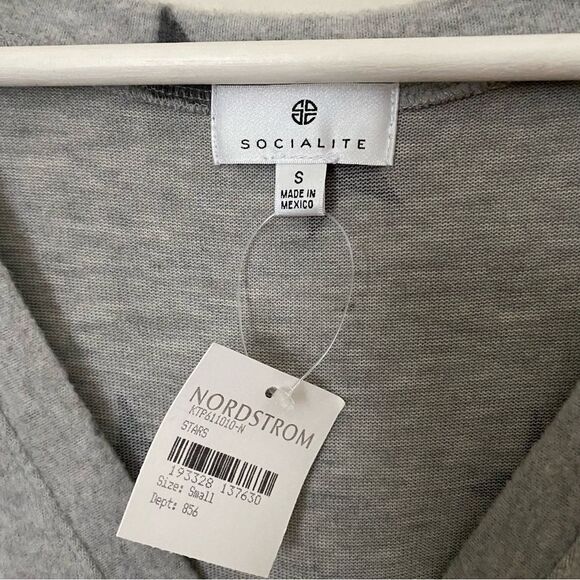 SOCIALITE
S
MADE IN
MEXICO
NORDSTROM
KTP611010-N
STARS
193328 137630
Size: Small
Dept: 856